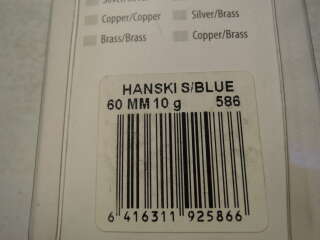 Copper/Copper Silver/Brass
Brass/Brass Copper/Brass
HANSKI S/BLUE
60 MM 10 g 586
6 416311 925866